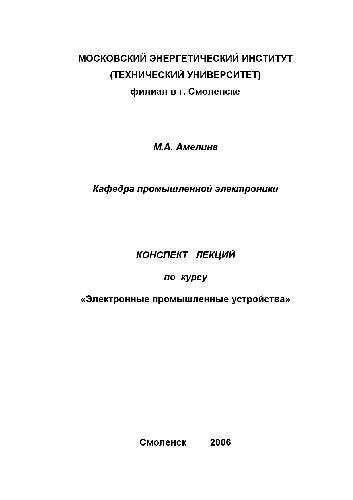 МОСКОВСКИЙ ЭНЕРГЕТИЧЕСКИЙ ИНСТИТУТ
(ТЕХНИЧЕСКИЙ УНИВЕРСИТЕТ)
филиал в г. Смоленске
М.А. Амелина
Кафедра промышленной электроники
КОНСПЕКТ ЛЕКЦИЙ
по курсу
«Электронные промышленные устройства»
Смоленск 2006